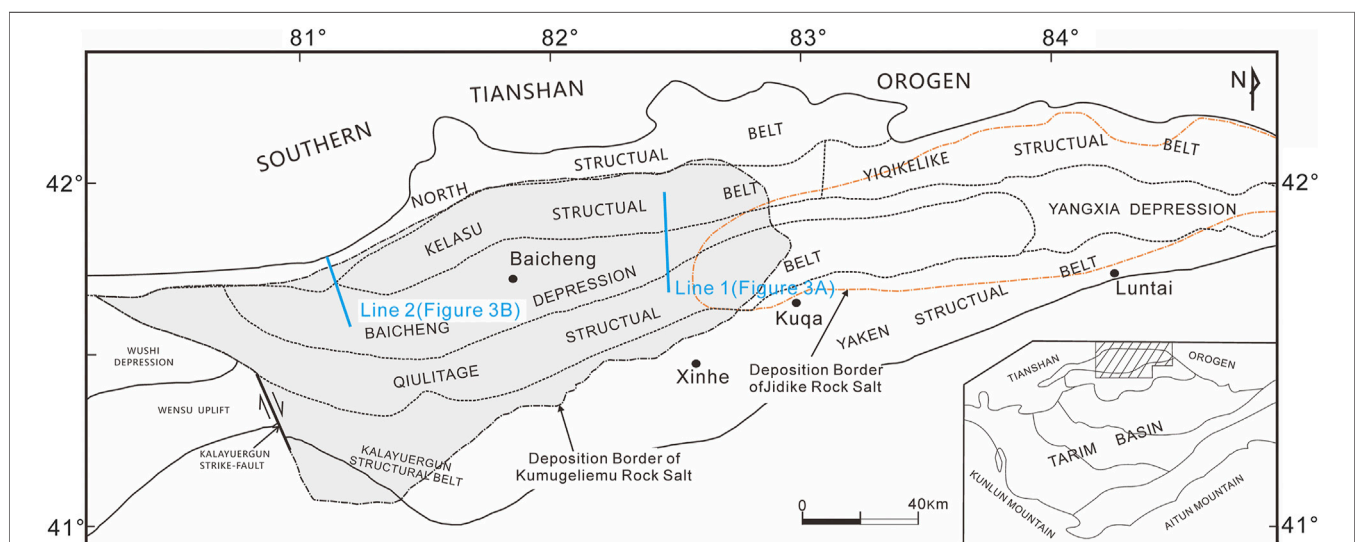 81°
82°
83°
84°
TIANSHAN
OROGEN
N
SOUTHERN
BELT
STRUCTUAL
NORTH
STRUCTUAL
BELT
YIQIKELIKE
42°
42°
BELT
STRUCTUAL
KELASU
YANGXIA DEPRESSION
Baicheng
BELT
BELT
DEPRESSION
Line 1(Figure 3A)
Luntai
Line 2(Figure 3B)
BAICHENG
STRUCTUAL
Kuqa
STRUCTUAL
YAKEN
WUSHI
DEPRESSION
QIULITAGE
Xinhe
Deposition Border
ofJidike Rock Salt
WENSU UPLIFT
KALAYUERGUN
STRIKE-FAULT
KALAYUERGUN
STRUCTURAL BELT
Deposition Border of
Kumugeliemu Rock Salt
TIANSHAN
OROGEN
TARIM BASIN
KUNLUN MOUNTAIN
AITUN MOUNTAIN
0
40Km
41°
41°